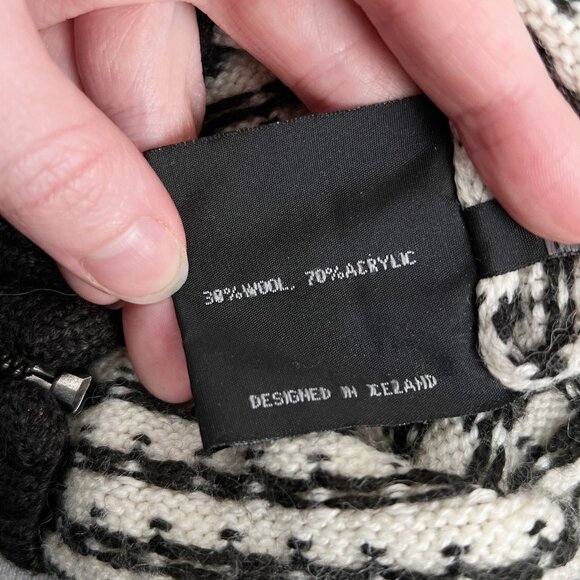 30%WOOL, 70%ACRYLIC
DESIGNED IN ICELAND